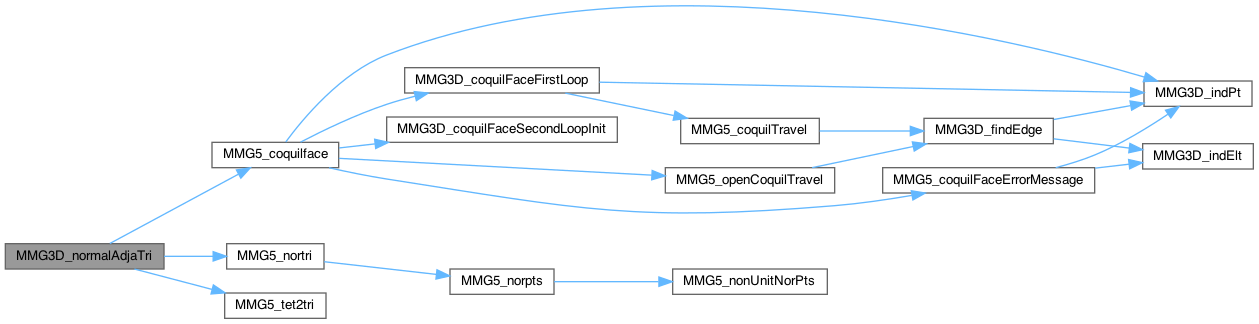 MMG3D_coquilFaceFirstLoop
MMG3D_indPt
MMG3D_coquilFaceSecondLoopInit
MMG5_coquilTravel
MMG3D_findEdge
MMG5_coquilface
MMG3D_indElt
MMG5_openCoquilTravel
MMG5_coquilFaceErrorMessage
MMG3D_normalAdjaTri
MMG5_nortri
MMG5_norpts
MMG5_nonUnitNorPts
MMG5_tet2tri